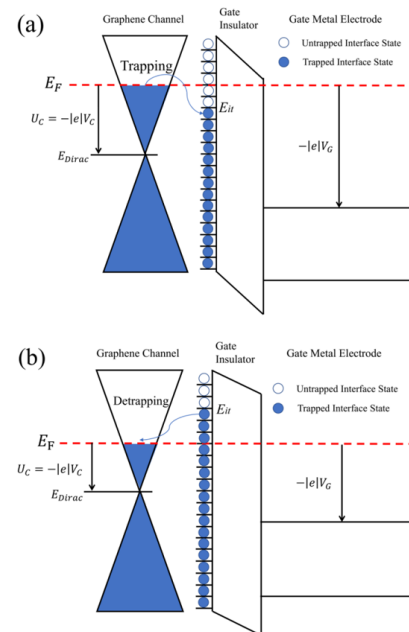 (a)
Graphene Channel
Gate
Insulator
Gate Metal Electrode
Untrapped Interface State
Trapped Interface State
Trapping
E_F
E_it
U_C = −|e|V_C
−|e|V_G
E_Dirac
(b)
Graphene Channel
Gate
Insulator
Gate Metal Electrode
Untrapped Interface State
Trapped Interface State
Detrapping
E_it
E_F
U_C = −|e|V_C
−|e|V_G
E_Dirac